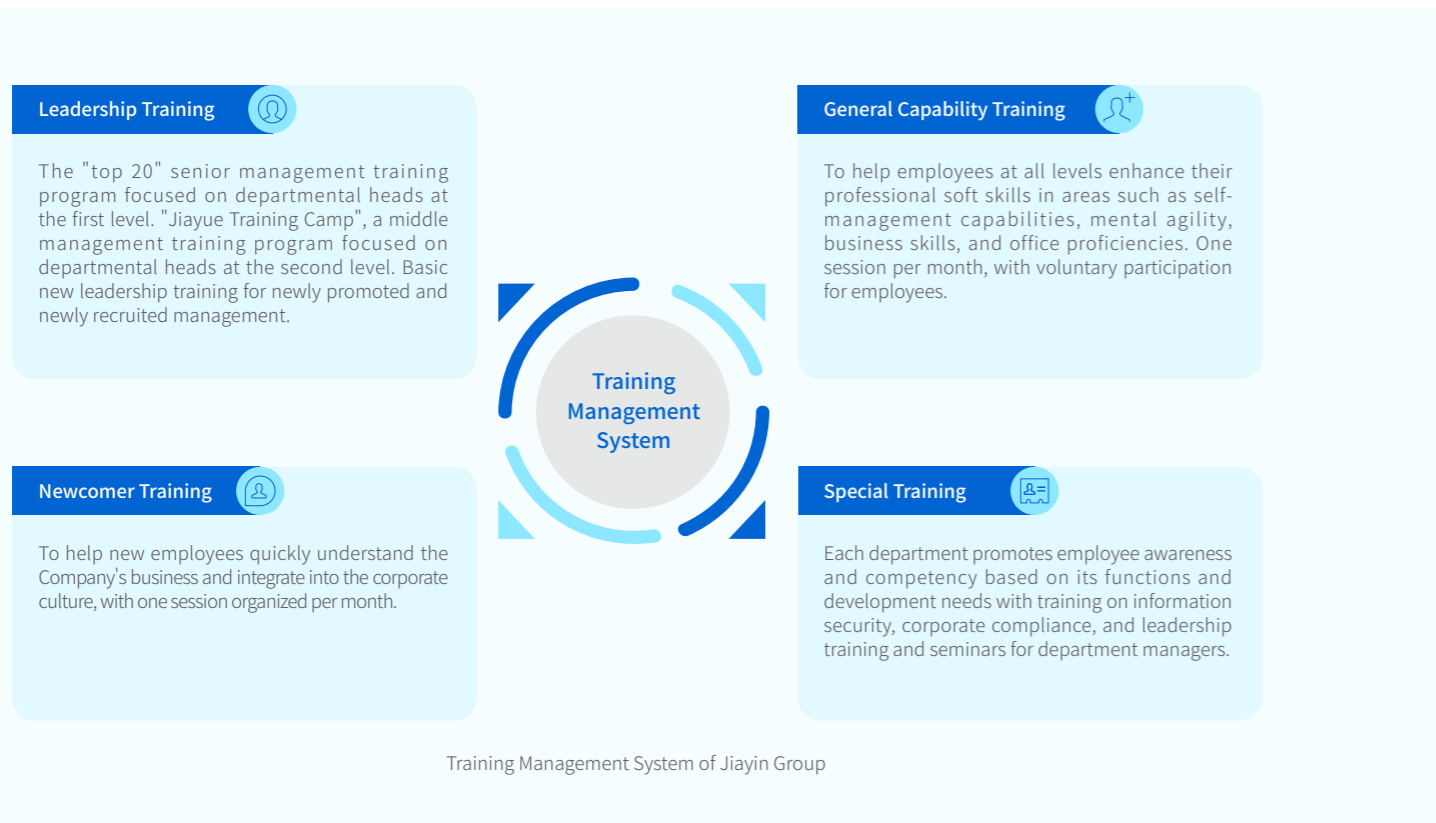 Leadership Training
The "top 20" senior management training
program focused on departmental heads at
the first level. "Jiayue Training Camp", a middle
management training program focused on
departmental heads at the second level. Basic
new leadership training for newly promoted and
newly recruited management.
General Capability Training
To help employees at all levels enhance their
professional soft skills in areas such as self-
management capabilities, mental agility,
business skills, and office proficiencies. One
session per month, with voluntary participation
for employees.
Training
Management
System
Newcomer Training
To help new employees quickly understand the
Company's business and integrate into the corporate
culture, with one session organized per month.
Special Training
Each department promotes employee awareness
and competency based on its functions and
development needs with training on information
security, corporate compliance, and leadership
training and seminars for department managers.
Training Management System of Jiayin Group